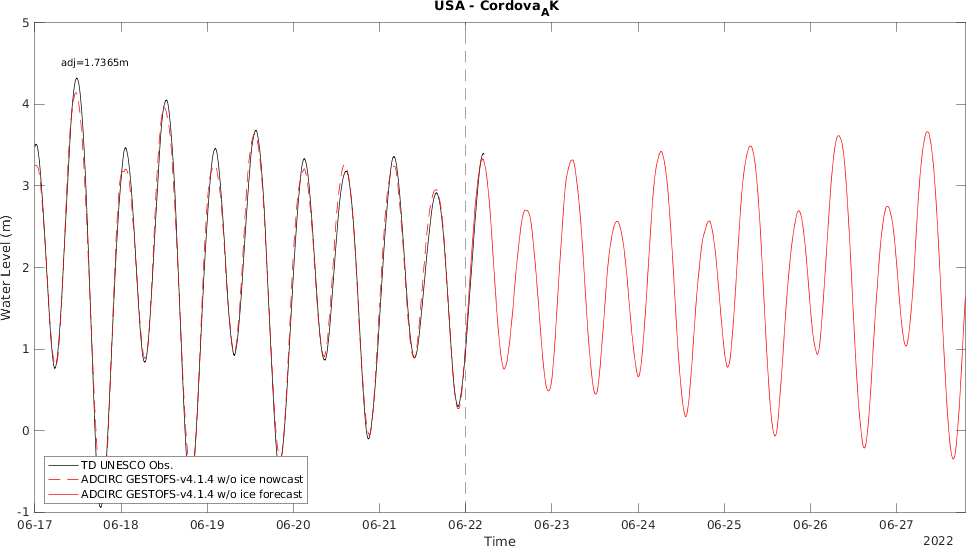 USA - Cordova_AK
adj=1.7365m
5
4
3
2
1
0
-1
Water Level (m)
TD UNESCO Obs.
ADCIRC GESTOFS-v4.1.4 w/o ice nowcast
ADCIRC GESTOFS-v4.1.4 w/o ice forecast
06-17 06-18 06-19 06-20 06-21 06-22 06-23 06-24 06-25 06-26 06-27
Time
2022